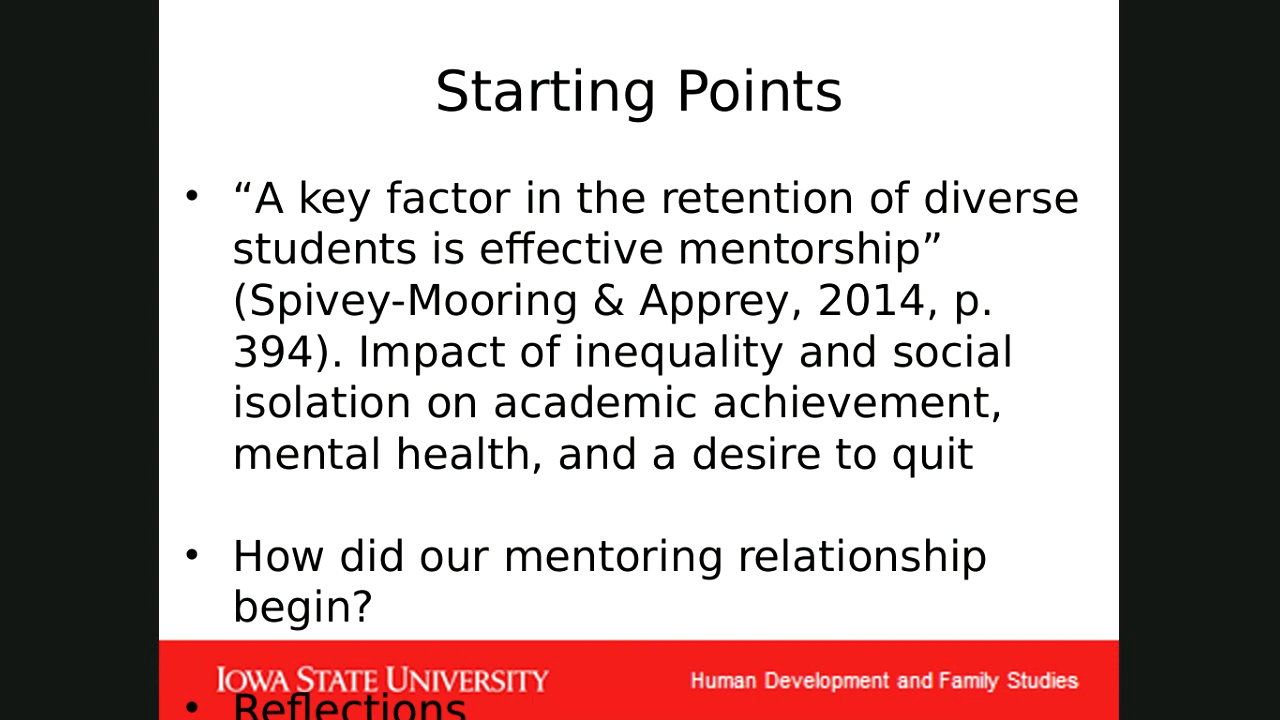 Starting Points
• “A key factor in the retention of diverse
students is effective mentorship”
(Spivey-Mooring & Apprey, 2014, p.
394). Impact of inequality and social
isolation on academic achievement,
mental health, and a desire to quit
• How did our mentoring relationship
begin?
IOWA STATE UNIVERSITY
Human Development and Family Studies
• Reflections